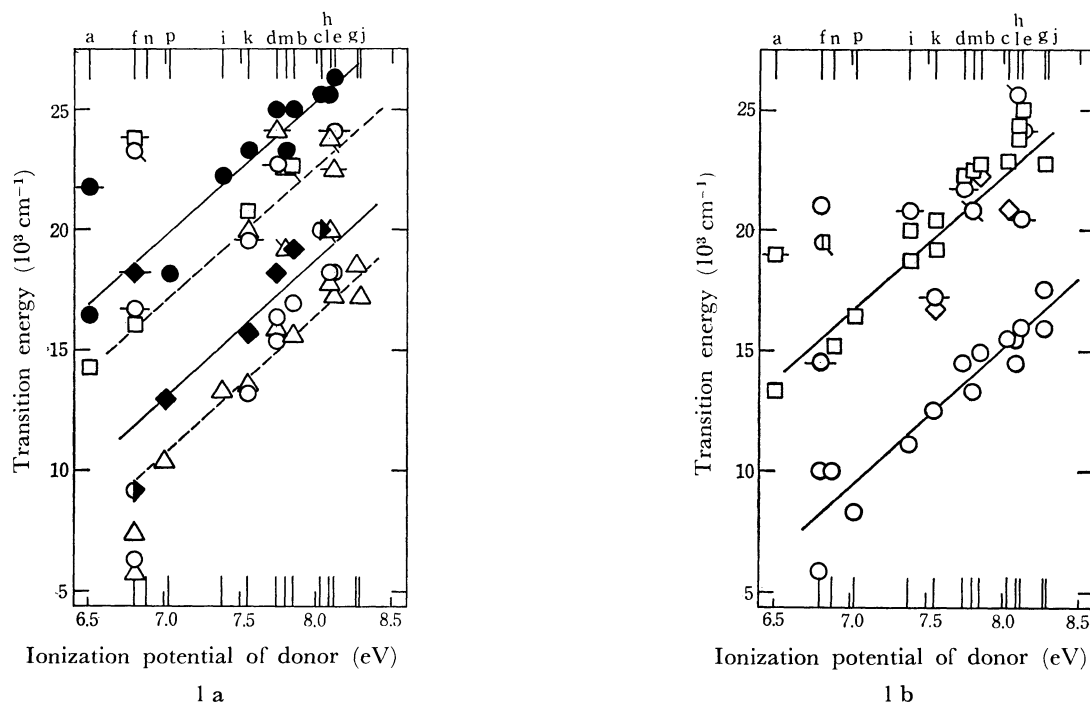 h
a f n p i k d m b c l e g j
25
20
15
10
5
6.5 7.0 7.5 8.0 8.5
Transition energy (10³ cm⁻¹)
Ionization potential of donor (eV)
1 a
h
a f n p i k d m b c l e g j
25
20
15
10
5
6.5 7.0 7.5 8.0 8.5
Transition energy (10³ cm⁻¹)
Ionization potential of donor (eV)
1 b